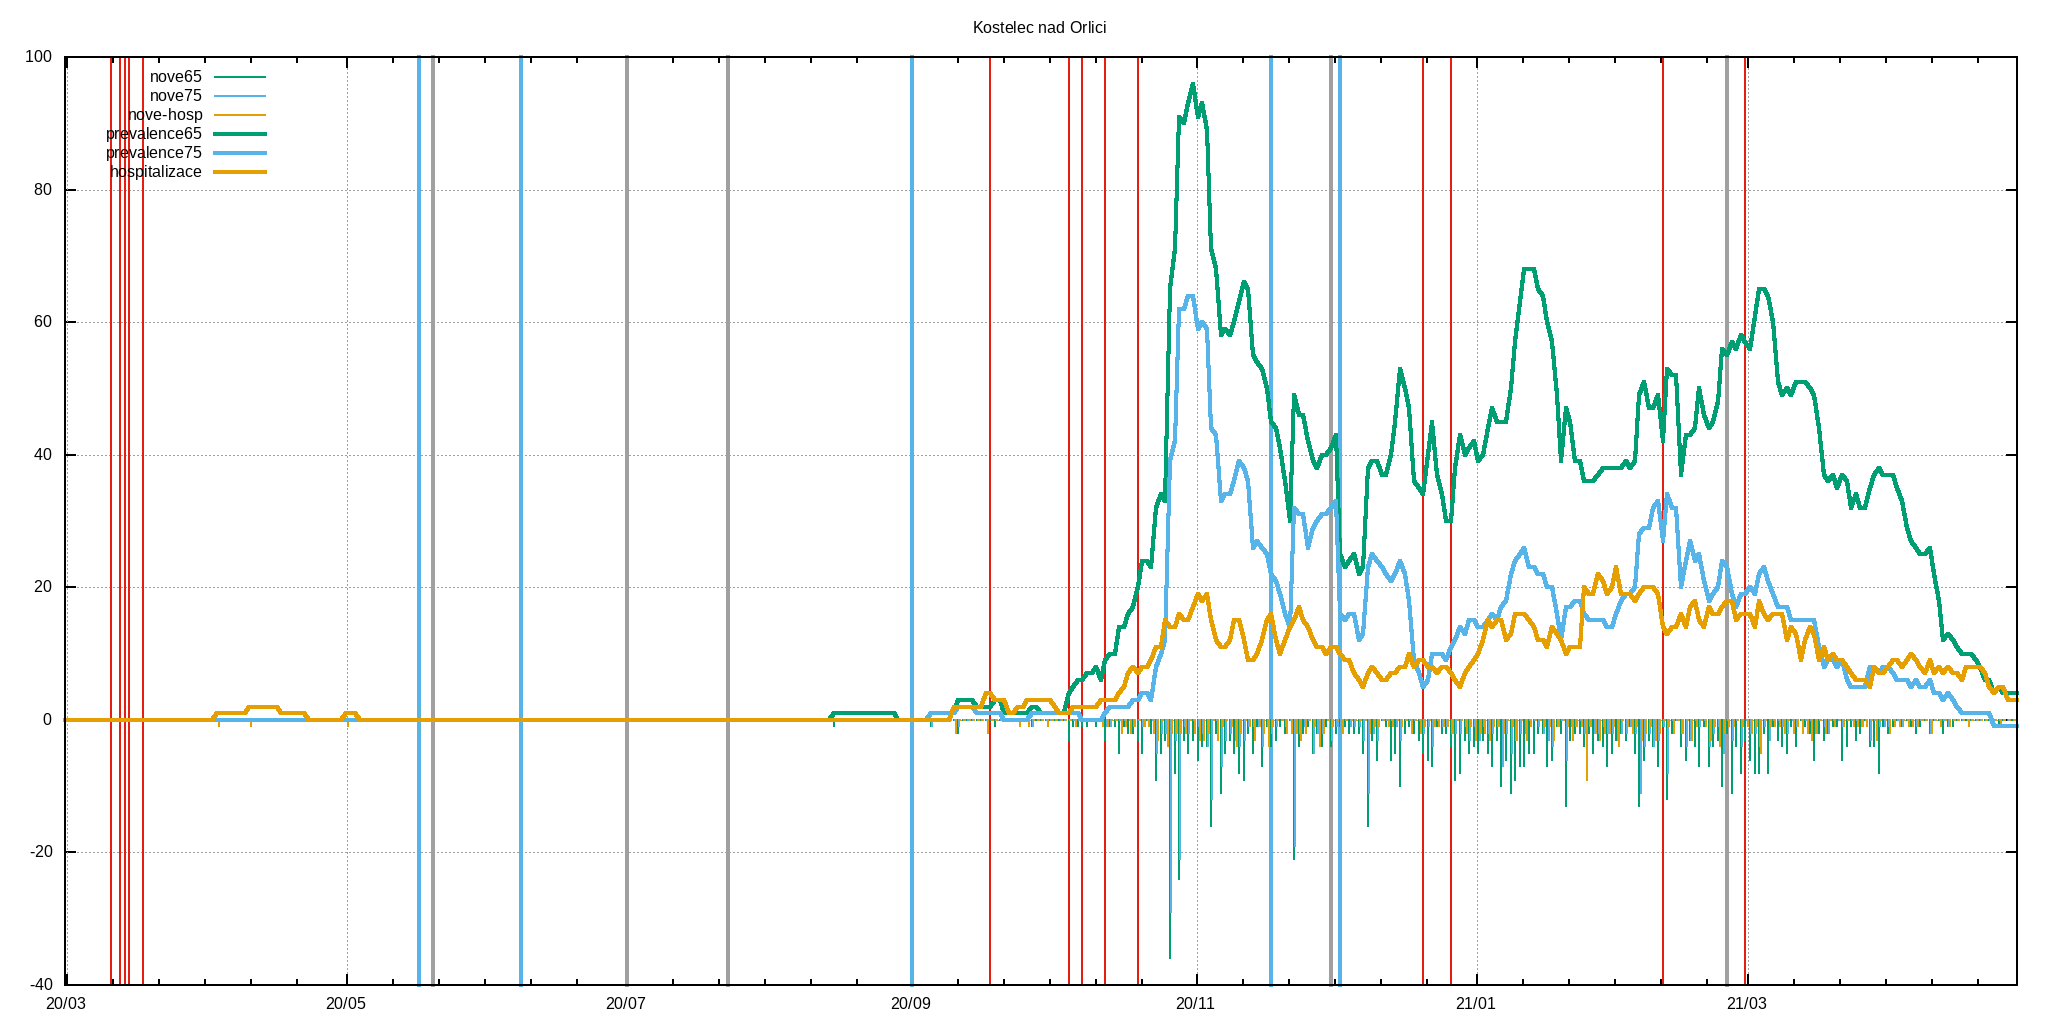 Kostelec nad Orlici
100
80
60
40
20
0
-20
-40
nove65
nove75
nove-hosp
prevalence65
prevalence75
hospitalizace
20/03 20/05 20/07 20/09 20/11 21/01 21/03